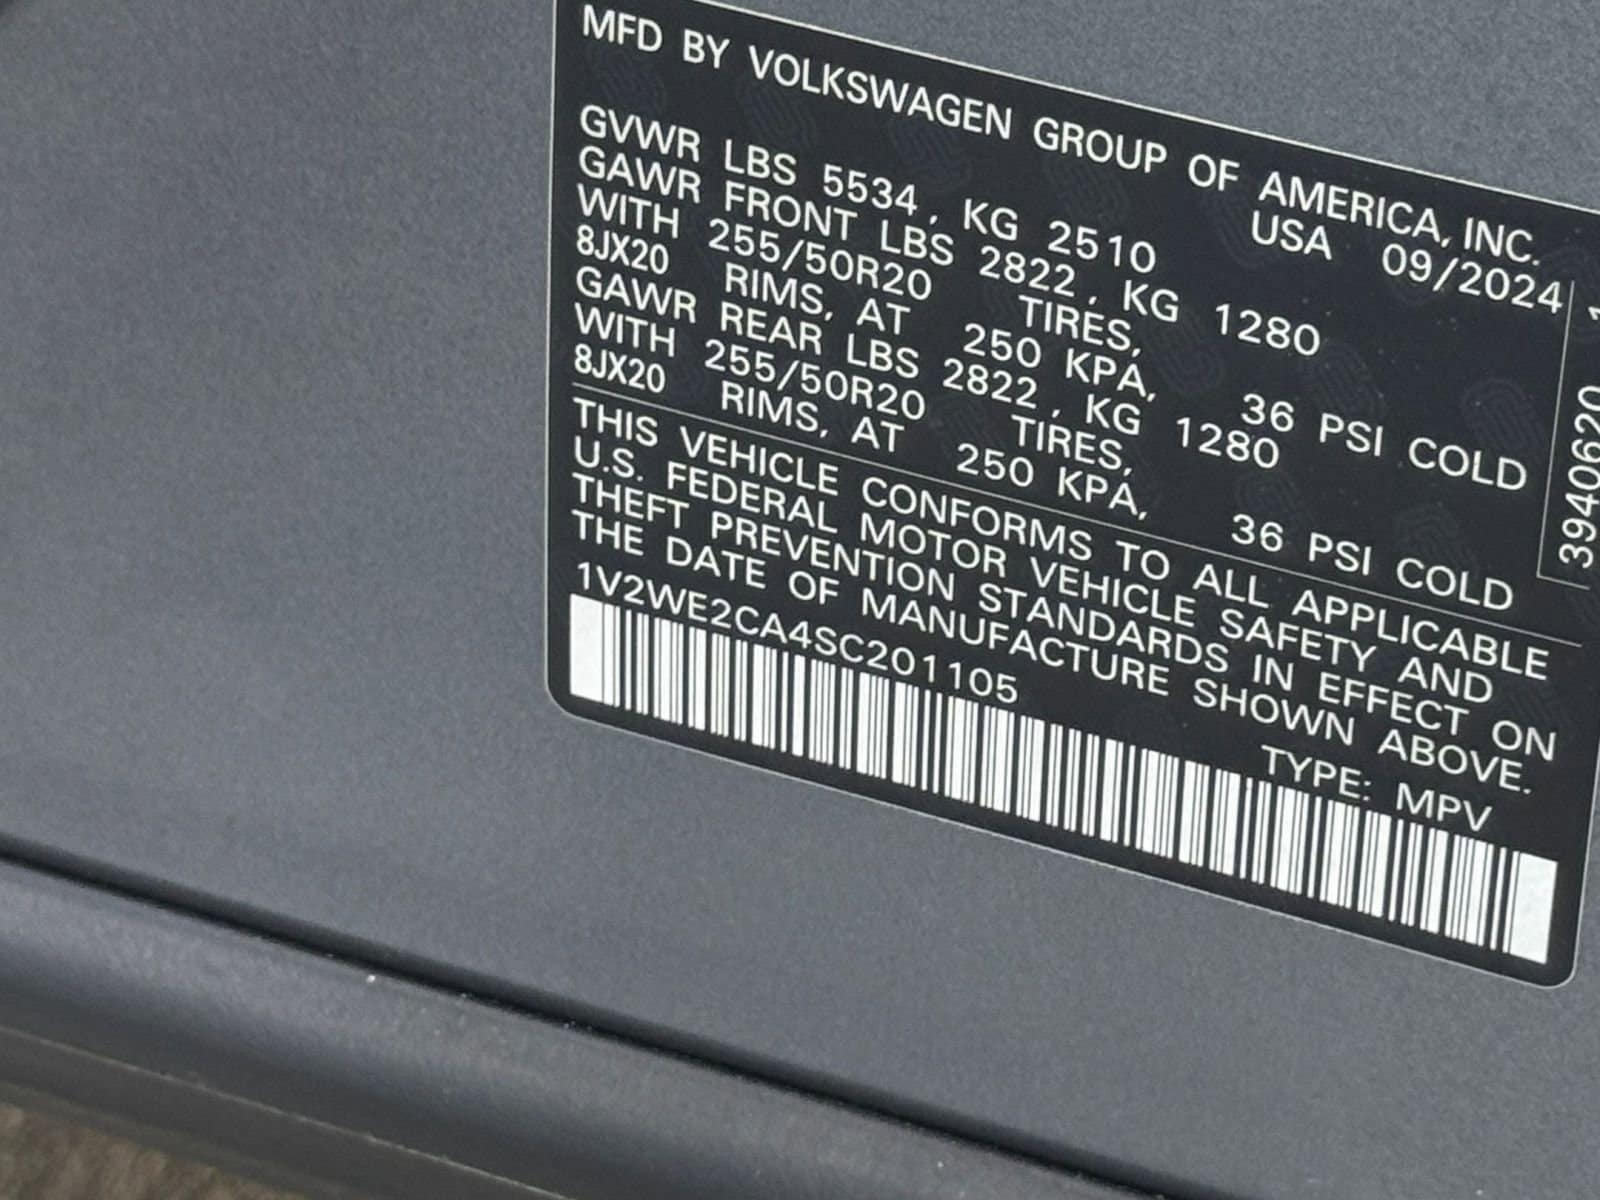 MFD BY VOLKSWAGEN GROUP OF AMERICA, INC.
USA 09/2024
GVWR LBS 5534, KG 2510
GAWR FRONT LBS 2822, KG 1280
WITH 255/50R20 TIRES,
8JX20 RIMS, AT 250 KPA, 36 PSI COLD
GAWR REAR LBS 2822, KG 1280
WITH 255/50R20 TIRES,
8JX20 RIMS, AT 250 KPA, 36 PSI COLD
THIS VEHICLE CONFORMS TO ALL APPLICABLE
U.S. FEDERAL MOTOR VEHICLE SAFETY AND
THEFT PREVENTION STANDARDS IN EFFECT ON
THE DATE OF MANUFACTURE SHOWN ABOVE.
1V2WE2CA4SC201105
TYPE: MPV
3940620